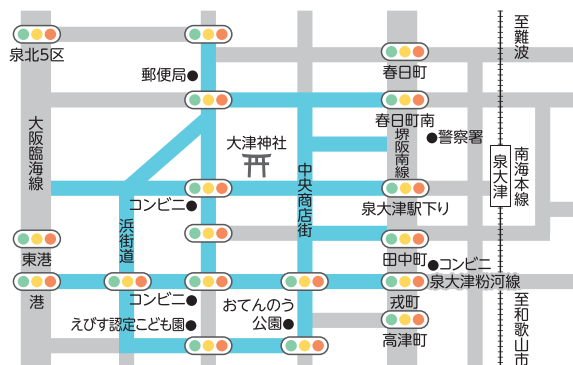 至難波
泉北5区
郵便局
春日町
春日町南
大阪臨海線
大津神社
堺阪南線
警察署
中央商店街
泉大津
南海本線
コンビニ
泉大津駅下り
浜街道
東港
田中町
コンビニ
泉大津粉河線
港
コンビニ
おてんのう
公園
戎町
至和歌山市
えびす認定こども園
高津町